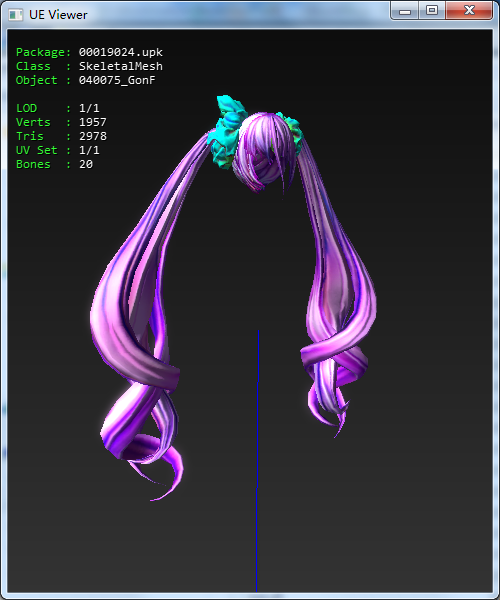 UE Viewer
Package: 00019024.upk
Class : SkeletalMesh
Object : 040075_GonF
LOD : 1/1
Verts : 1957
Tris : 2978
UV Set : 1/1
Bones : 20